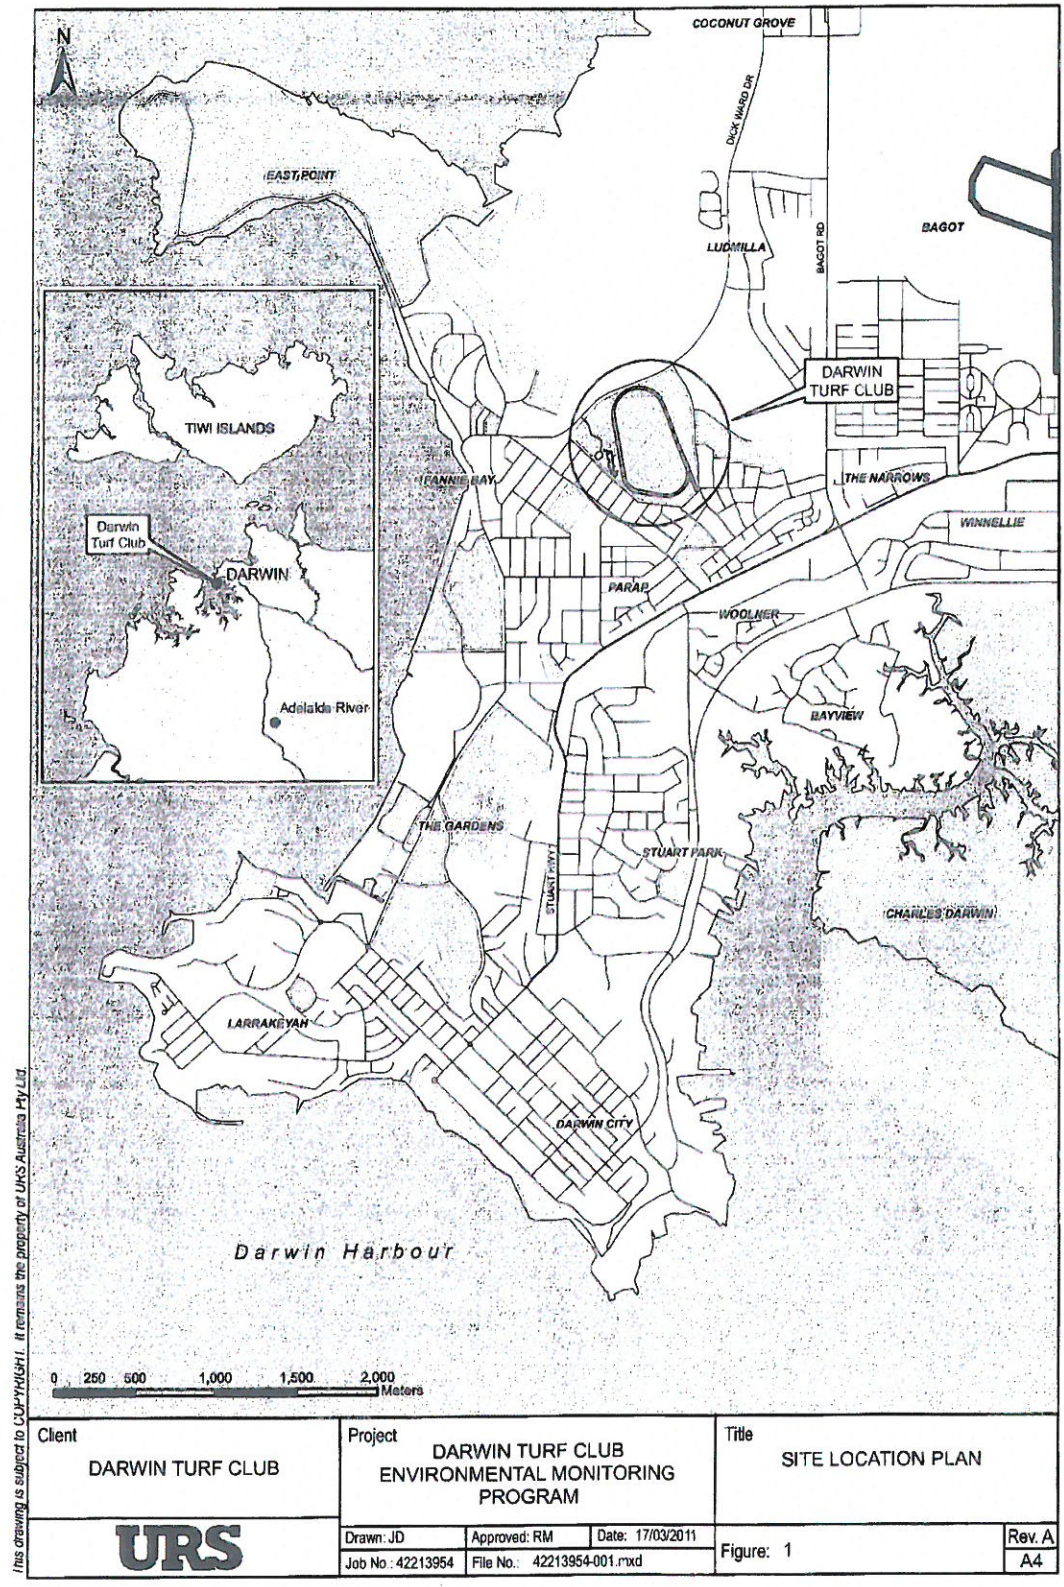 N
COCONUT GROVE
DICK WARD DR
EAST POINT
BAGOT
LUDMILLA
BAGOT RD
DARWIN
TURF CLUB
TIWI ISLANDS
FANNIE BAY
THE NARROWS
WINNELLIE
Darwin
Turf Club
DARWIN
PARAP
WOOLNER
Adelaide River
BAYVIEW
THE GARDENS
STUART PARK
STUART HWY
CHARLES DARWIN
LARRAKEYAH
DARWIN CITY
Darwin Harbour
0 250 500 1,000 1,500 2,000
Meters
This drawing is subject to COPYRIGHT. It remains the property of URS Australia Pty Ltd.
Client
DARWIN TURF CLUB
Project
DARWIN TURF CLUB
ENVIRONMENTAL MONITORING
PROGRAM
Title
SITE LOCATION PLAN
URS
Drawn: JD
Approved: RM
Date: 17/03/2011
Job No.: 42213954
File No.: 42213954-001.mxd
Figure: 1
Rev. A
A4